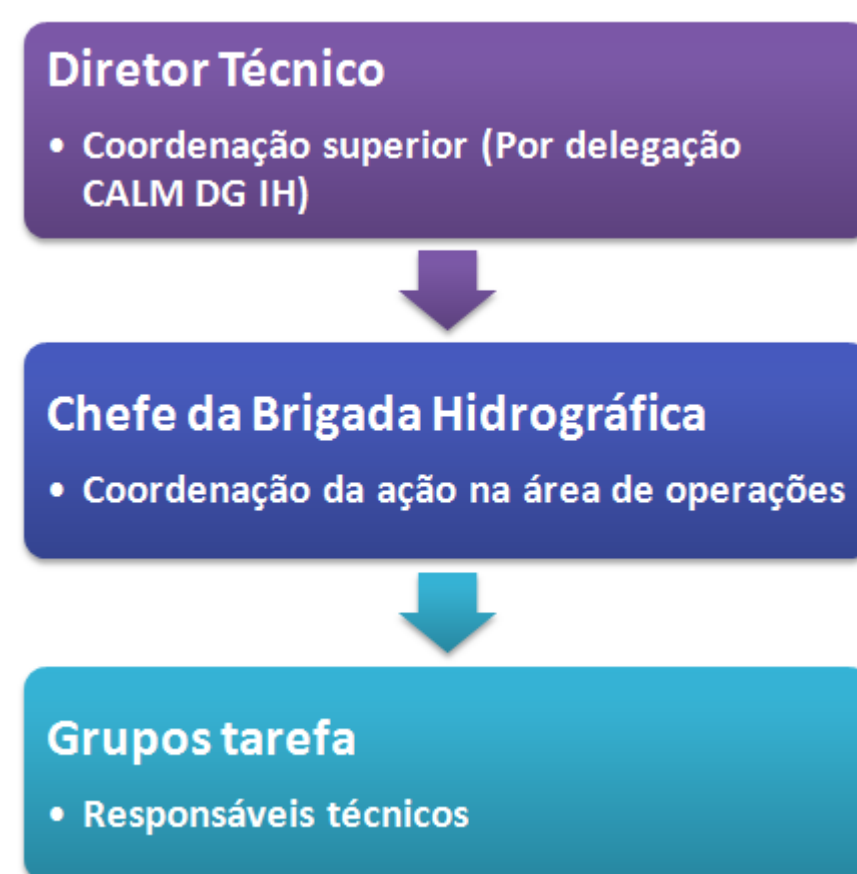 Diretor Técnico
• Coordenação superior (Por delegação
CALM DG IH)
Chefe da Brigada Hidrográfica
• Coordenação da ação na área de operações
Grupos tarefa
• Responsáveis técnicos